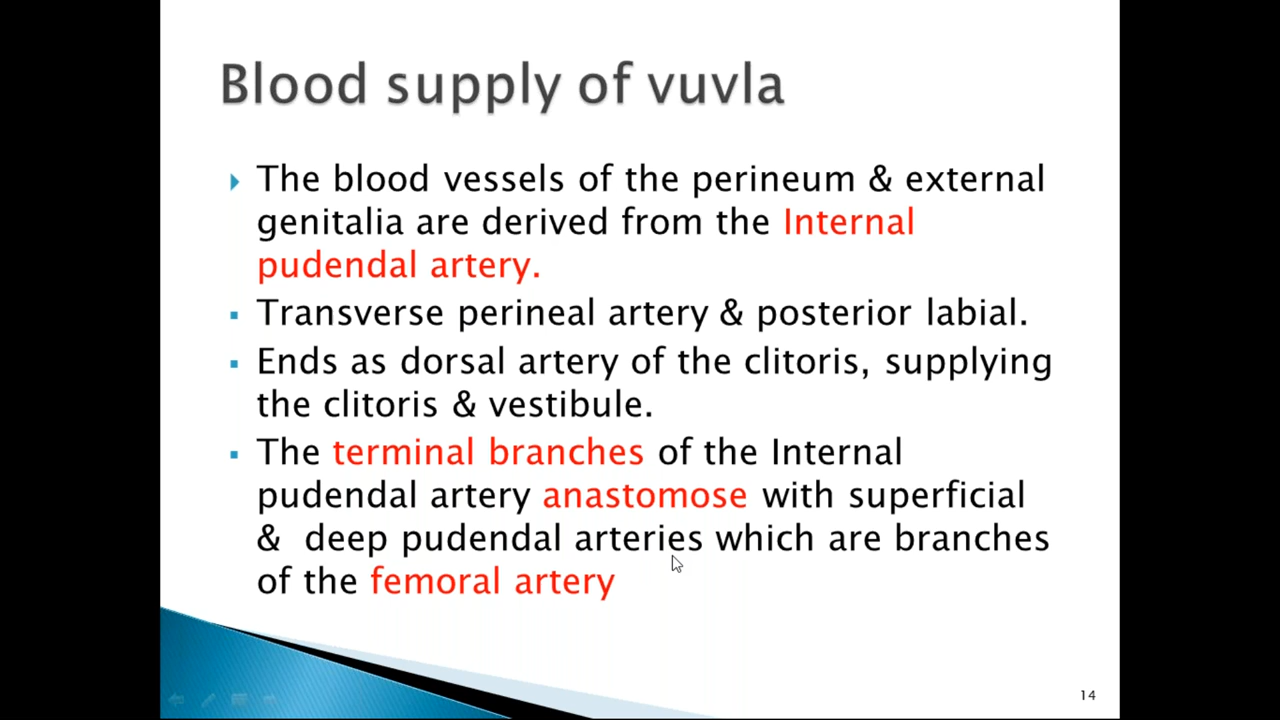 Blood supply of vuvla
The blood vessels of the perineum & external
genitalia are derived from the Internal
pudendal artery.
Transverse perineal artery & posterior labial.
Ends as dorsal artery of the clitoris, supplying
the clitoris & vestibule.
The terminal branches of the Internal
pudendal artery anastomose with superficial
& deep pudendal arteries which are branches
of the femoral artery
14